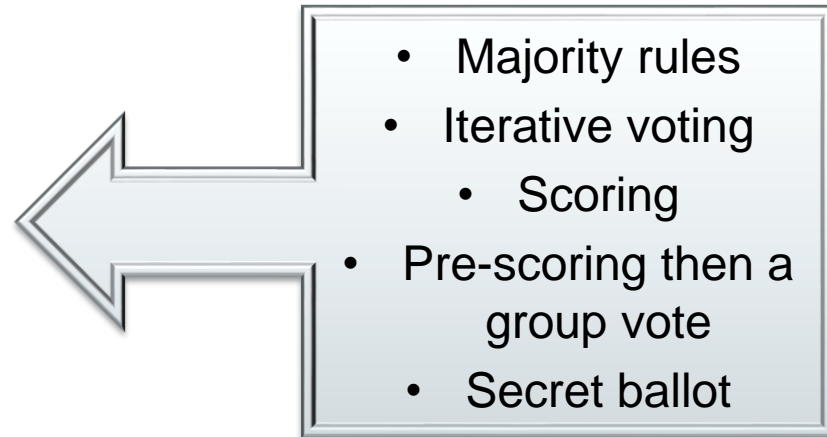 • Majority rules
• Iterative voting
• Scoring
• Pre-scoring then a
group vote
• Secret ballot